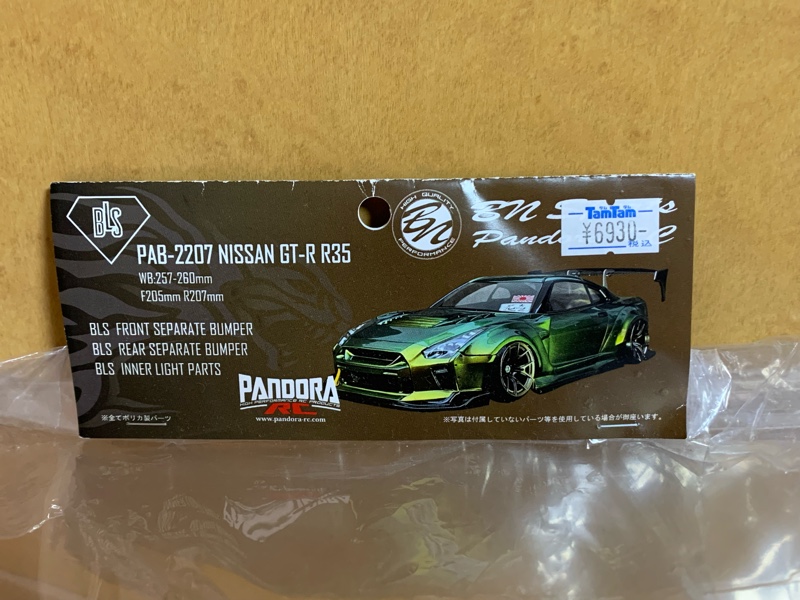 BLS
PAB-2207 NISSAN GT-R R35
WB:257-260mm
F205mm R207mm
BLS FRONT SEPARATE BUMPER
BLS REAR SEPARATE BUMPER
BLS INNER LIGHT PARTS
※全てポリカ製パーツ
PANDORA
HIGH PERFORMANCE RC PRODUCTS
RC
www.pandora-rc.com
HIGH QUALITY
BN
PERFORMANCE
BN
TamTam
¥6930-
税込
※写真は付属していないパーツ等を使用している場合が御座います。